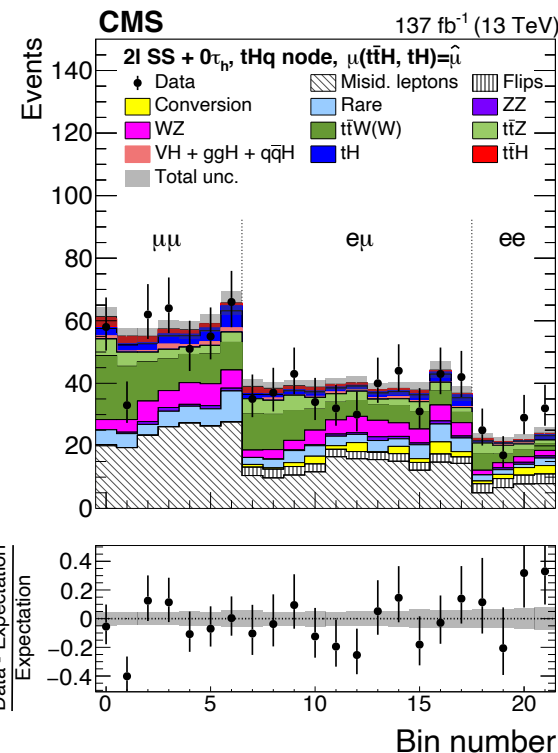 CMS 137 fb⁻¹ (13 TeV)
2l SS + 0τₕ, tHq node, μ(tt̄H, tH)=μ̂
Data Misid. leptons Flips
Conversion Rare ZZ
WZ tt̄W(W) tt̄Z
VH + ggH + qq̄H tH tt̄H
Total unc.
Events
140
120
100
80
60
40
20
0
μμ eμ ee
Data - Expectation
Expectation
0.4
0.2
0
−0.2
−0.4
0 5 10 15 20
Bin number